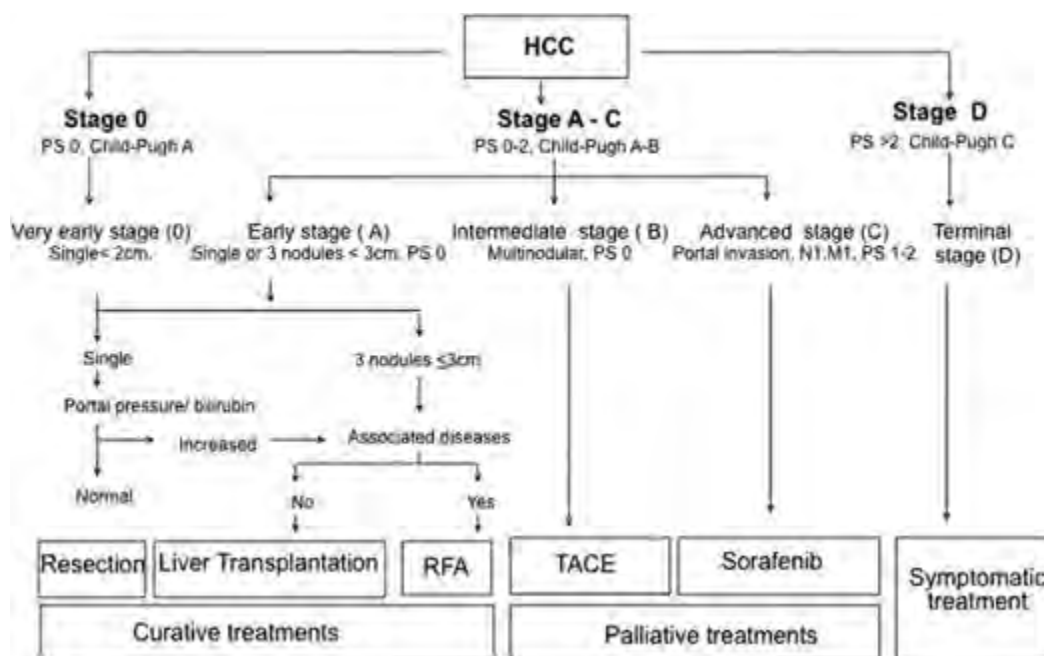 HCC
Stage 0
PS 0, Child-Pugh A
Stage A - C
PS 0-2, Child-Pugh A-B
Stage D
PS >2, Child-Pugh C
Very early stage (0)
Single< 2cm.
Early stage ( A)
Single or 3 nodules < 3cm, PS 0
Intermediate stage ( B)
Multinodular, PS 0
Advanced stage (C)
Portal invasion, N1,M1, PS 1-2
Terminal
stage (D)
Single
3 nodules ≤3cm
Portal pressure/ bilirubin
Increased
Associated diseases
Normal
No
Yes
Resection
Liver Transplantation
RFA
TACE
Sorafenib
Symptomatic
treatment
Curative treatments
Palliative treatments